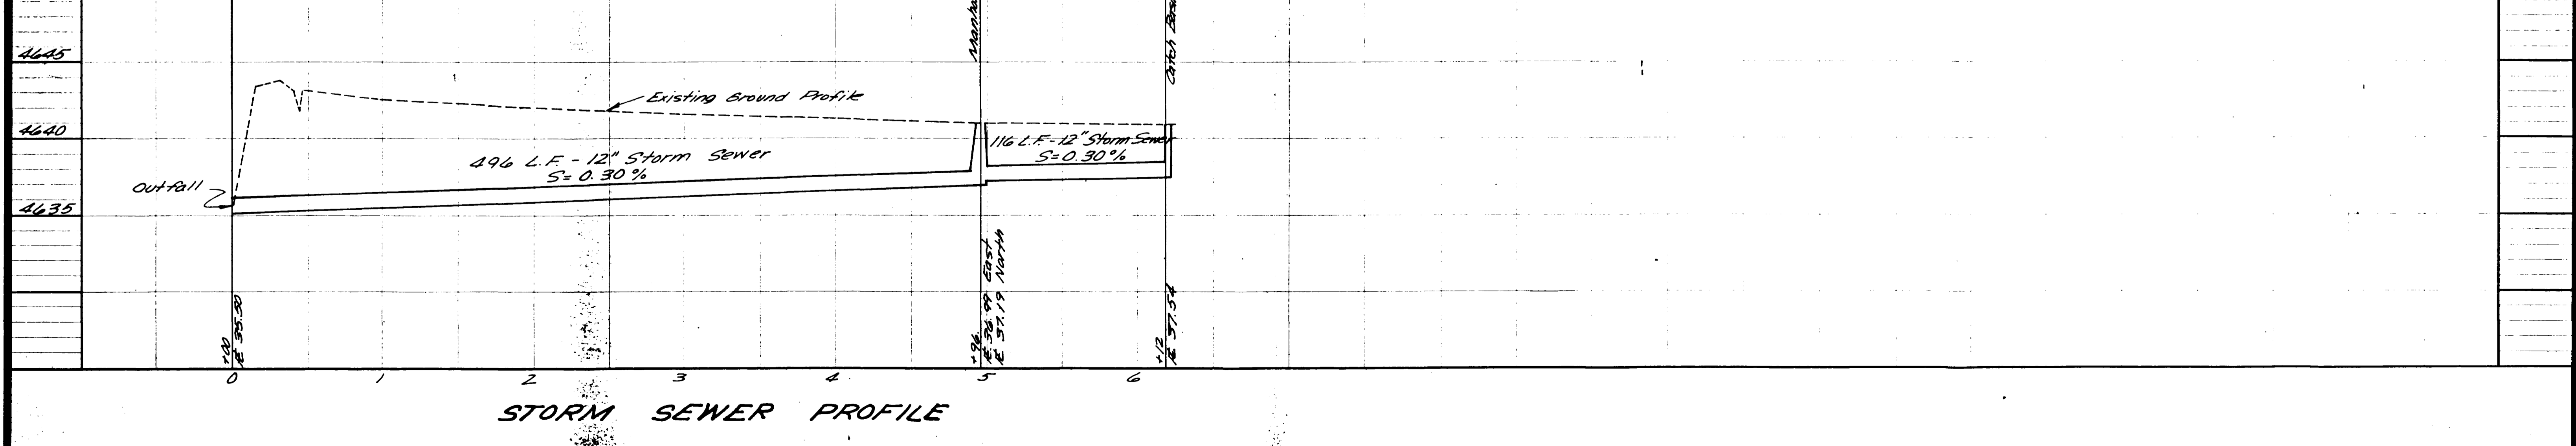 4645
4640
4635
Manho
Catch Basi
Existing Ground Profile
496 L.F. - 12" Storm Sewer
S= 0.30%
116 L.F. - 12" Storm Sewer
S=0.30%
Outfall
+00
IE 35.50
+96
IE 36.99 East
IE 37.19 North
+12
IE 37.54
0 1 2 3 4 5 6
STORM SEWER PROFILE